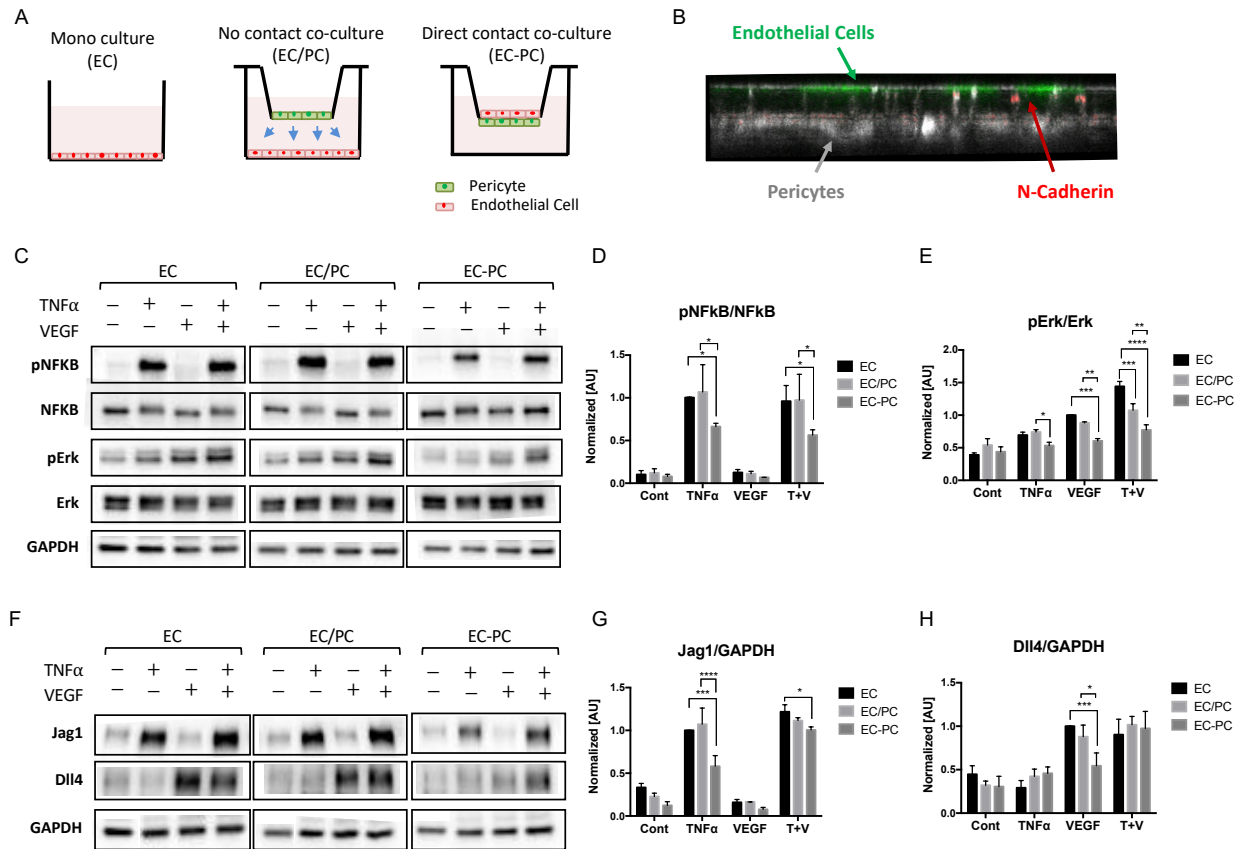 A
Mono culture
(EC)
No contact co-culture
(EC/PC)
Direct contact co-culture
(EC-PC)
Pericyte
Endothelial Cell
B
Endothelial Cells
Pericytes
N-Cadherin
C
EC
EC/PC
EC-PC
TNFα – + – + – + – + – + – +
VEGF – – + + – – + + – – + +
pNFKB
NFKB
pErk
Erk
GAPDH
D
pNFkB/NFkB
Normalized [AU]
1.5
1.0
0.5
0.0
* * * *
Cont TNFα VEGF T+V
EC
EC/PC
EC-PC
E
pErk/Erk
Normalized [AU]
2.0
1.5
1.0
0.5
0.0
* ** *** ** **** ***
Cont TNFα VEGF T+V
EC
EC/PC
EC-PC
F
EC
EC/PC
EC-PC
TNFα – + – + – + – + – + – +
VEGF – – + + – – + + – – + +
Jag1
Dll4
GAPDH
G
Jag1/GAPDH
Normalized [AU]
1.5
1.0
0.5
0.0
**** *** *
Cont TNFα VEGF T+V
EC
EC/PC
EC-PC
H
Dll4/GAPDH
Normalized [AU]
1.5
1.0
0.5
0.0
* ***
Cont TNFα VEGF T+V
EC
EC/PC
EC-PC